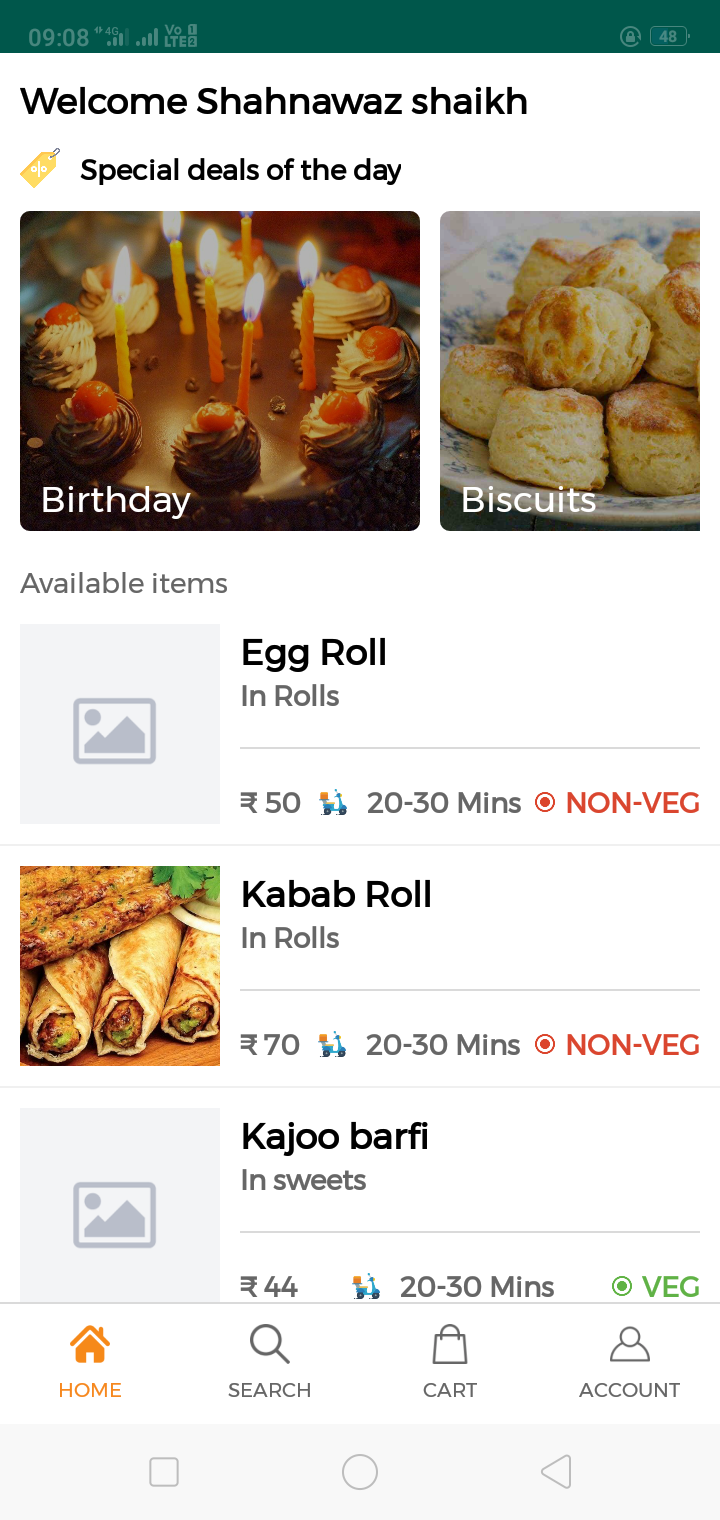 09:08 4G Vo 1 LTE 2 48
Welcome Shahnawaz shaikh
% Special deals of the day
Birthday
Biscuits
Available items
Egg Roll
In Rolls
₹ 50 20-30 Mins NON-VEG
Kabab Roll
In Rolls
₹ 70 20-30 Mins NON-VEG
Kajoo barfi
In sweets
₹ 44 20-30 Mins VEG
HOME SEARCH CART ACCOUNT